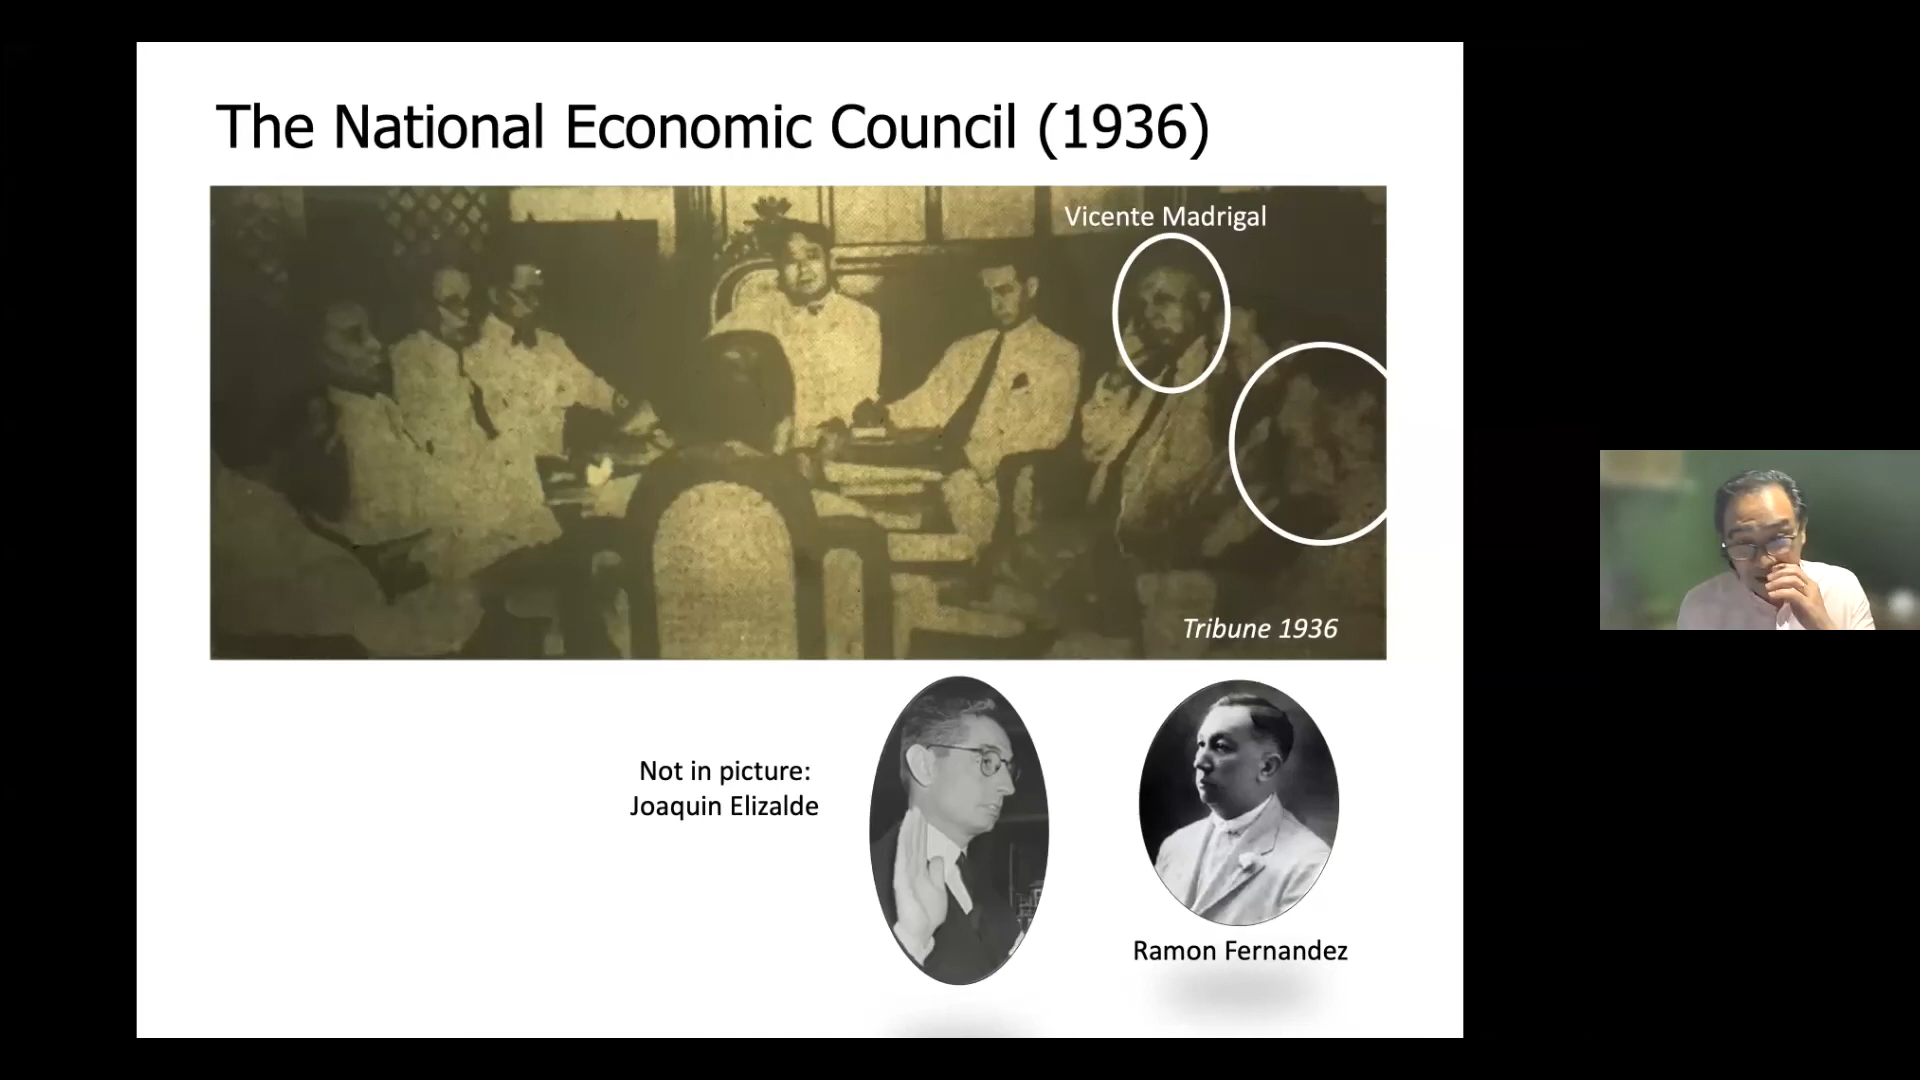 The National Economic Council (1936)
Vicente Madrigal
Tribune 1936
Not in picture:
Joaquin Elizalde
Ramon Fernandez